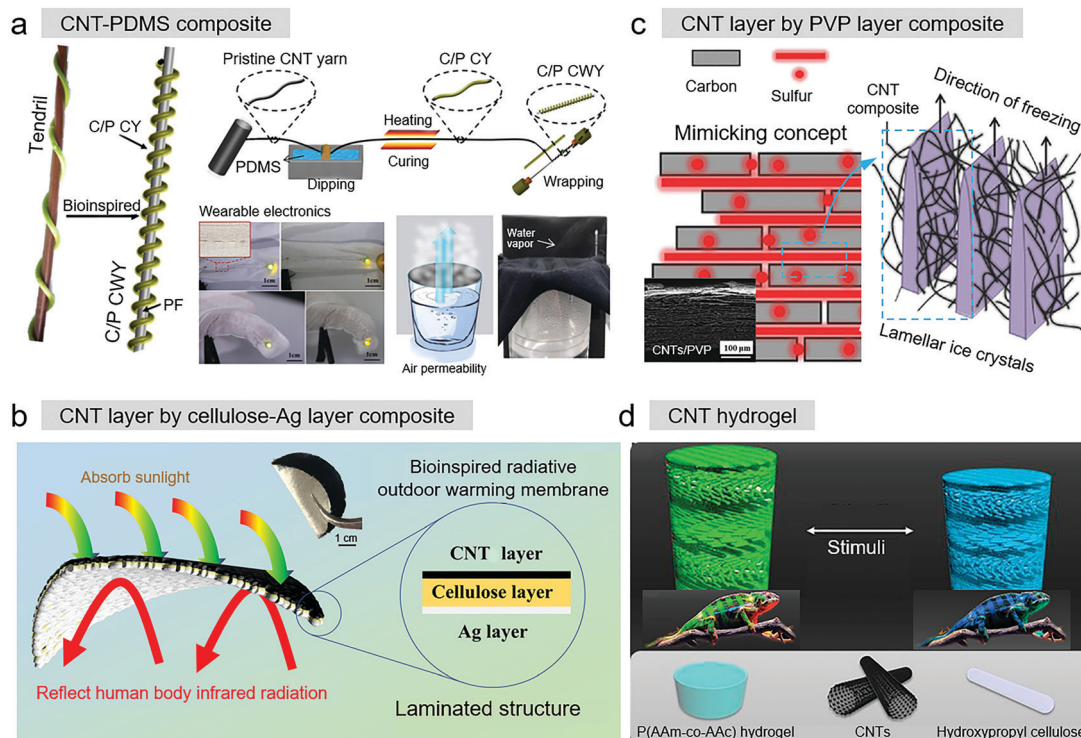 a
CNT-PDMS composite
Tendril
C/P CY
Bioinspired
C/P CWY
PF
Pristine CNT yarn
C/P CY
C/P CWY
Heating
PDMS
Curing
Dipping
Wrapping
Wearable electronics
1cm
1cm
1cm
1cm
Air permeability
Water
vapor
c
CNT layer by PVP layer composite
Carbon
Sulfur
CNT
composite
Direction of freezing
Mimicking concept
CNTs/PVP
100 μm
Lamellar ice crystals
b
CNT layer by cellulose-Ag layer composite
Absorb sunlight
1 cm
Bioinspired radiative
outdoor warming membrane
CNT layer
Cellulose layer
Ag layer
Reflect human body infrared radiation
Laminated structure
d
CNT hydrogel
Stimuli
P(AAm-co-AAc) hydrogel
CNTs
Hydroxypropyl cellulose